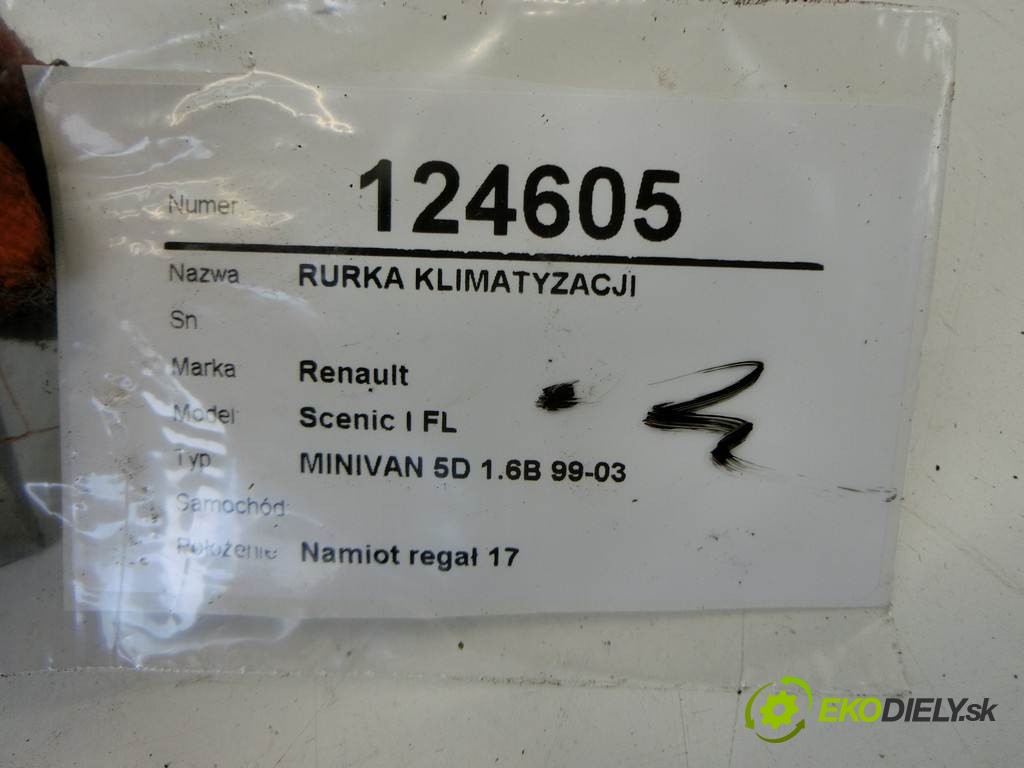 Numer 124605
Nazwa RURKA KLIMATYZACJI
Sn
Marka Renault
Model Scenic I FL
Typ MINIVAN 5D 1.6B 99-03
Samochód
Położenie Namiot regał 17
EKODIELY.sk